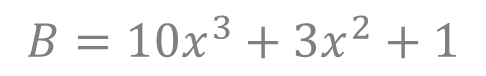 B = 10x³ + 3x² + 1